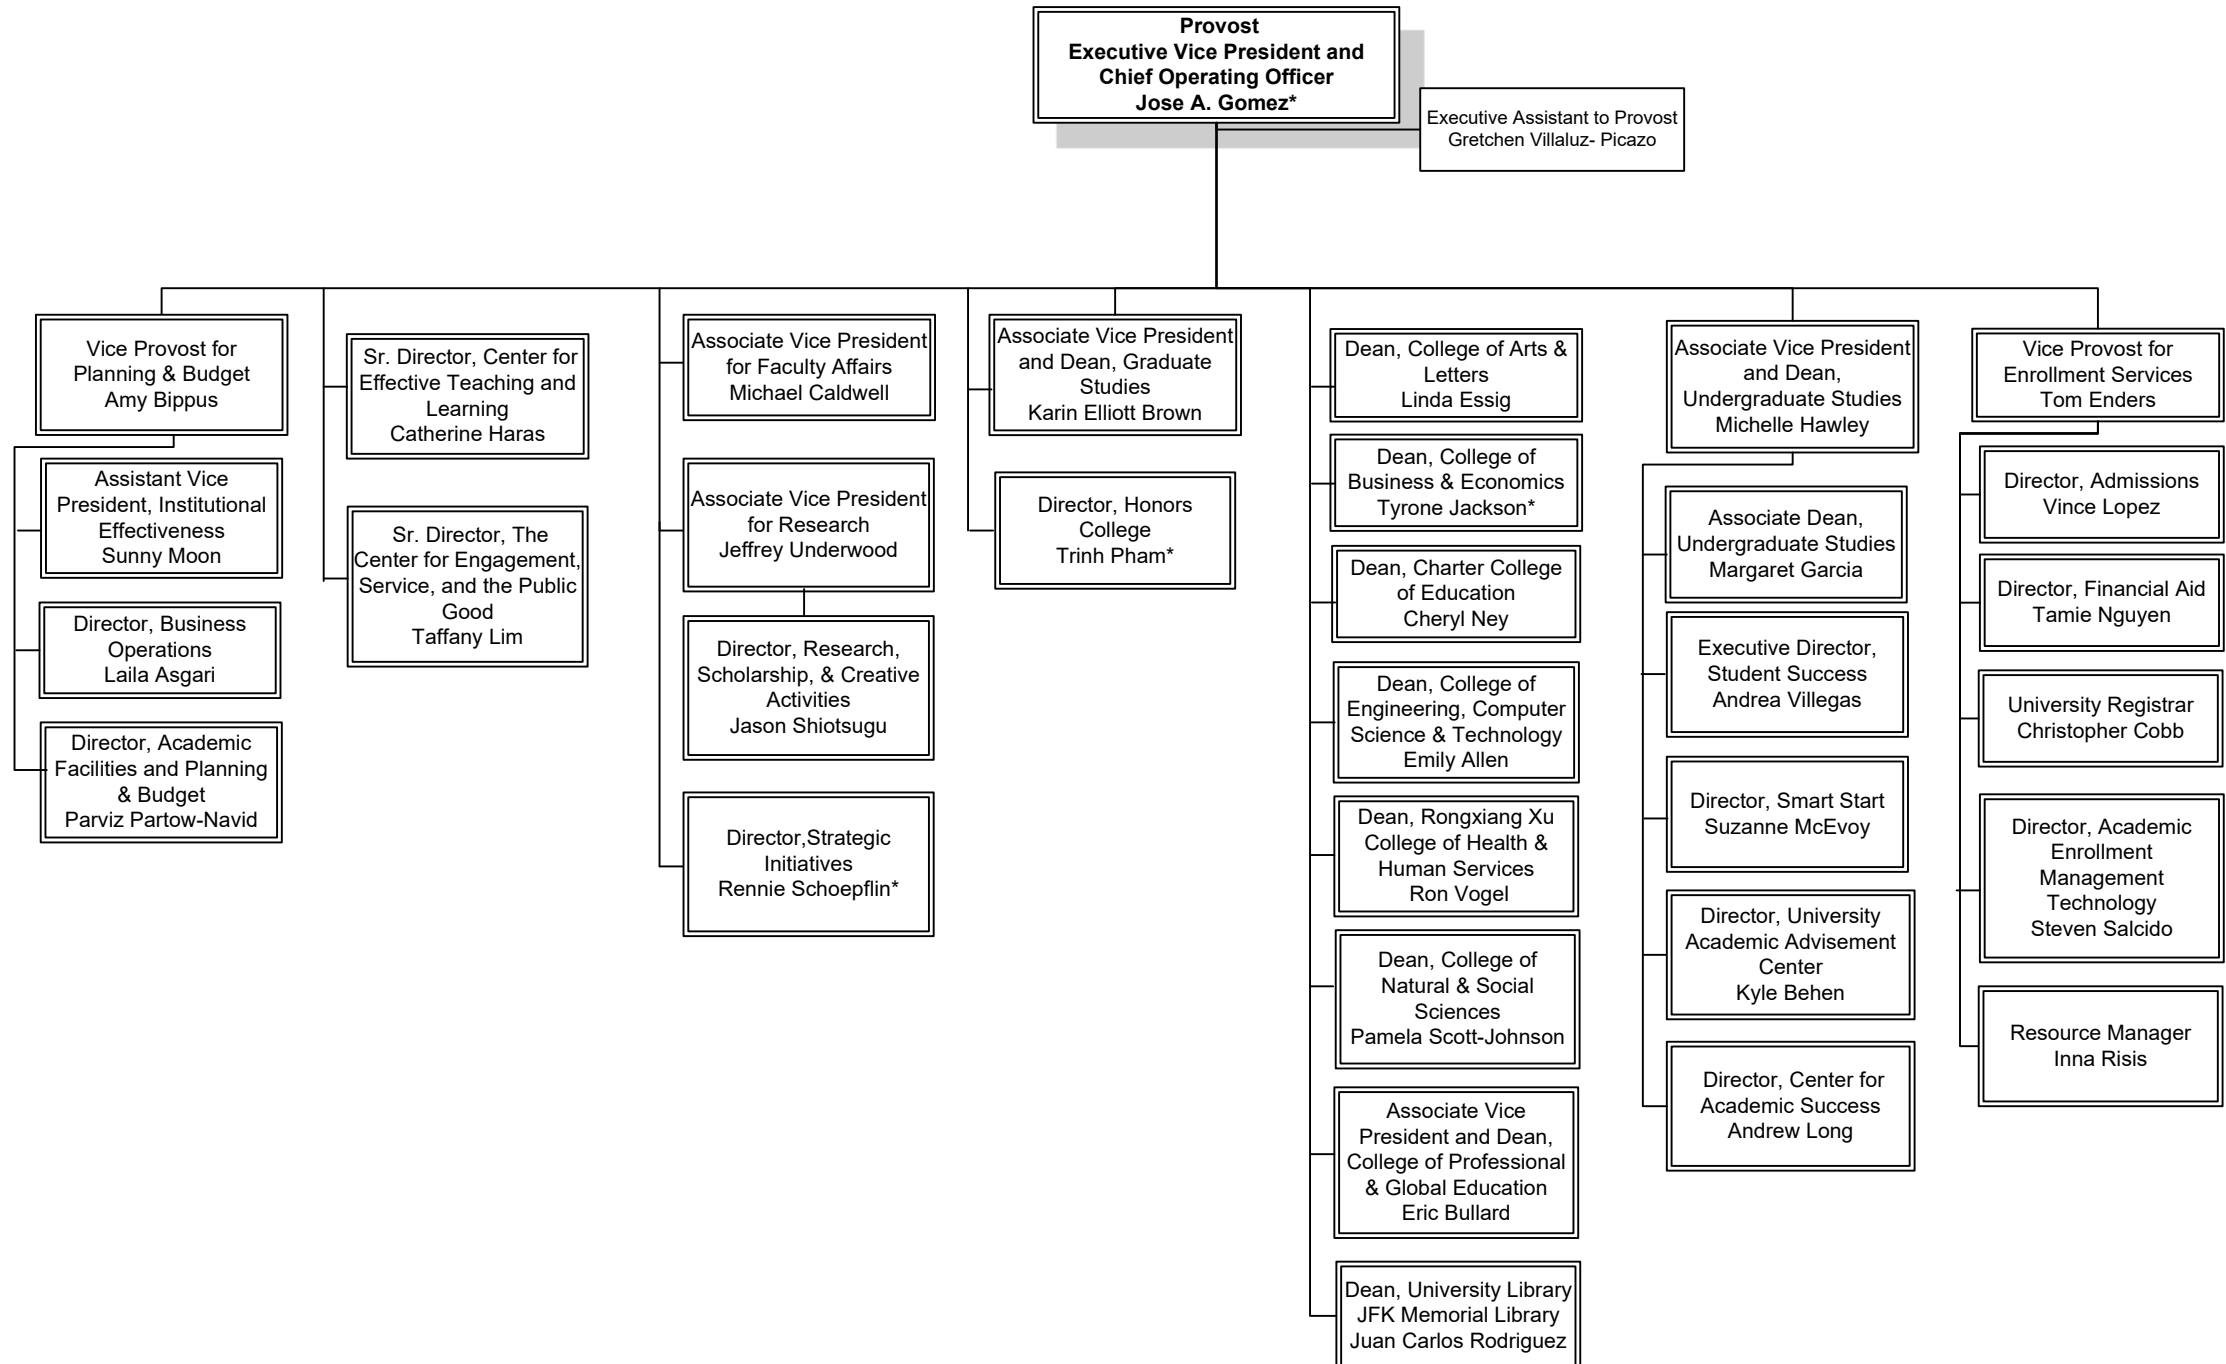 Provost
Executive Vice President and
Chief Operating Officer
Jose A. Gomez*
Executive Assistant to Provost
Gretchen Villaluz- Picazo
Vice Provost for
Planning & Budget
Amy Bippus
Assistant Vice
President, Institutional
Effectiveness
Sunny Moon
Director, Business
Operations
Laila Asgari
Director, Academic
Facilities and Planning
& Budget
Parviz Partow-Navid
Sr. Director, Center for
Effective Teaching and
Learning
Catherine Haras
Sr. Director, The
Center for Engagement,
Service, and the Public
Good
Taffany Lim
Associate Vice President
for Faculty Affairs
Michael Caldwell
Associate Vice President
for Research
Jeffrey Underwood
Director, Research,
Scholarship, & Creative
Activities
Jason Shiotsugu
Director,Strategic
Initiatives
Rennie Schoepflin*
Associate Vice President
and Dean, Graduate
Studies
Karin Elliott Brown
Director, Honors
College
Trinh Pham*
Dean, College of Arts &
Letters
Linda Essig
Dean, College of
Business & Economics
Tyrone Jackson*
Dean, Charter College
of Education
Cheryl Ney
Dean, College of
Engineering, Computer
Science & Technology
Emily Allen
Dean, Rongxiang Xu
College of Health &
Human Services
Ron Vogel
Dean, College of
Natural & Social
Sciences
Pamela Scott-Johnson
Associate Vice
President and Dean,
College of Professional
& Global Education
Eric Bullard
Dean, University Library
JFK Memorial Library
Juan Carlos Rodriguez
Associate Vice President
and Dean,
Undergraduate Studies
Michelle Hawley
Associate Dean,
Undergraduate Studies
Margaret Garcia
Executive Director,
Student Success
Andrea Villegas
Director, Smart Start
Suzanne McEvoy
Director, University
Academic Advisement
Center
Kyle Behen
Director, Center for
Academic Success
Andrew Long
Vice Provost for
Enrollment Services
Tom Enders
Director, Admissions
Vince Lopez
Director, Financial Aid
Tamie Nguyen
University Registrar
Christopher Cobb
Director, Academic
Enrollment
Management
Technology
Steven Salcido
Resource Manager
Inna Risis